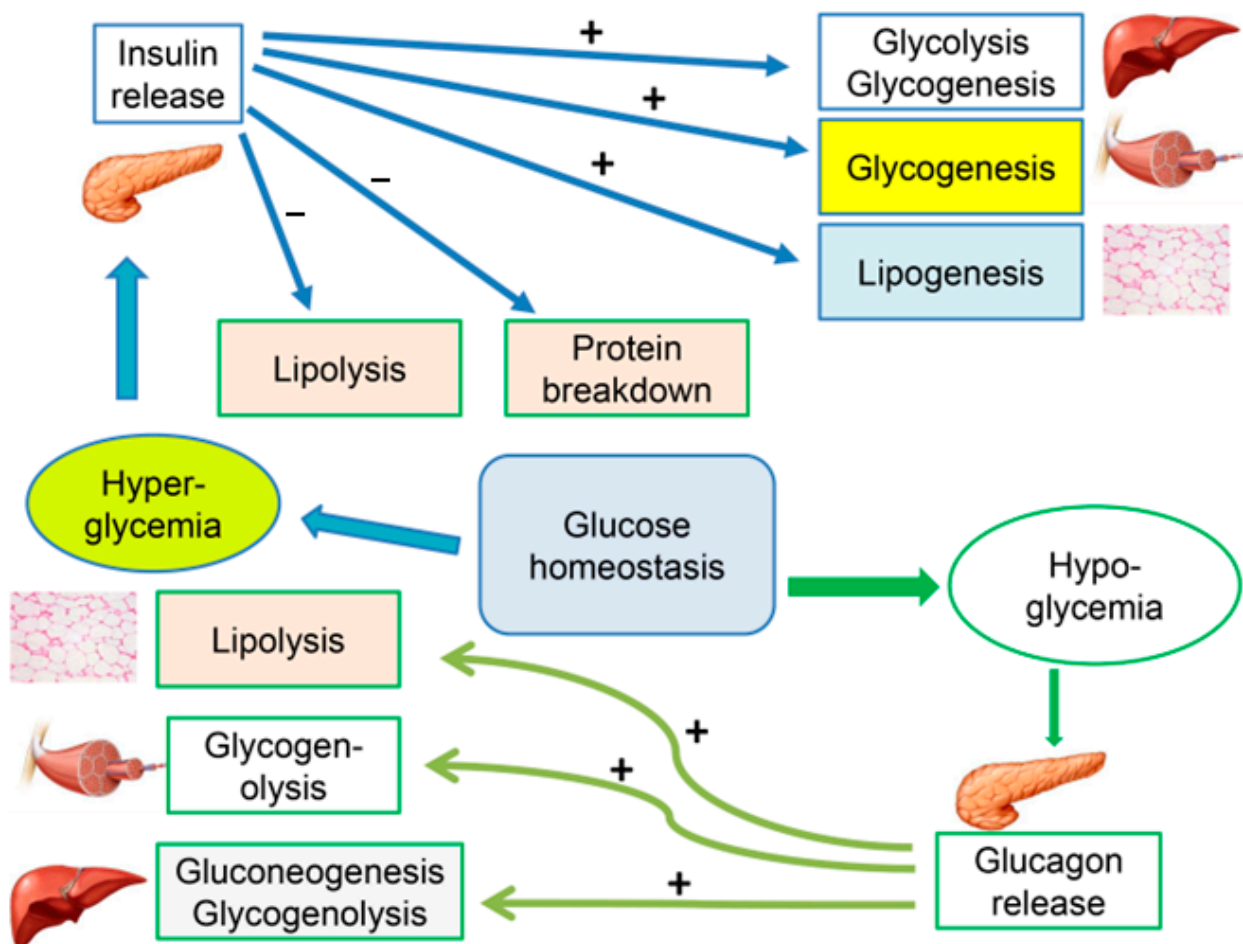 Insulin
release
+
Glycolysis
Glycogenesis
+
Glycogenesis
+
Lipogenesis
–
–
Lipolysis
Protein
breakdown
Hyper-
glycemia
Glucose
homeostasis
Hypo-
glycemia
Lipolysis
+
Glycogen-
olysis
+
Gluconeogenesis
Glycogenolysis
+
Glucagon
release